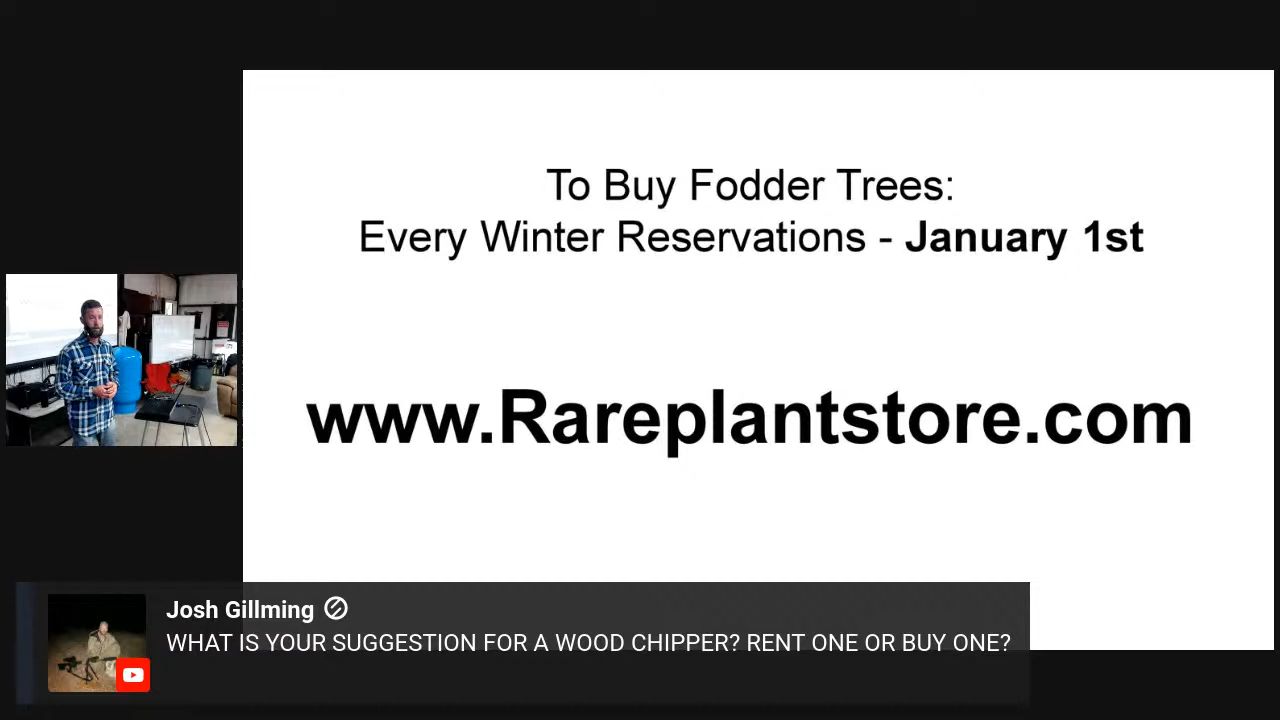 To Buy Fodder Trees:
Every Winter Reservations - January 1st
www.Rareplantstore.com
Josh Gillming
WHAT IS YOUR SUGGESTION FOR A WOOD CHIPPER? RENT ONE OR BUY ONE?